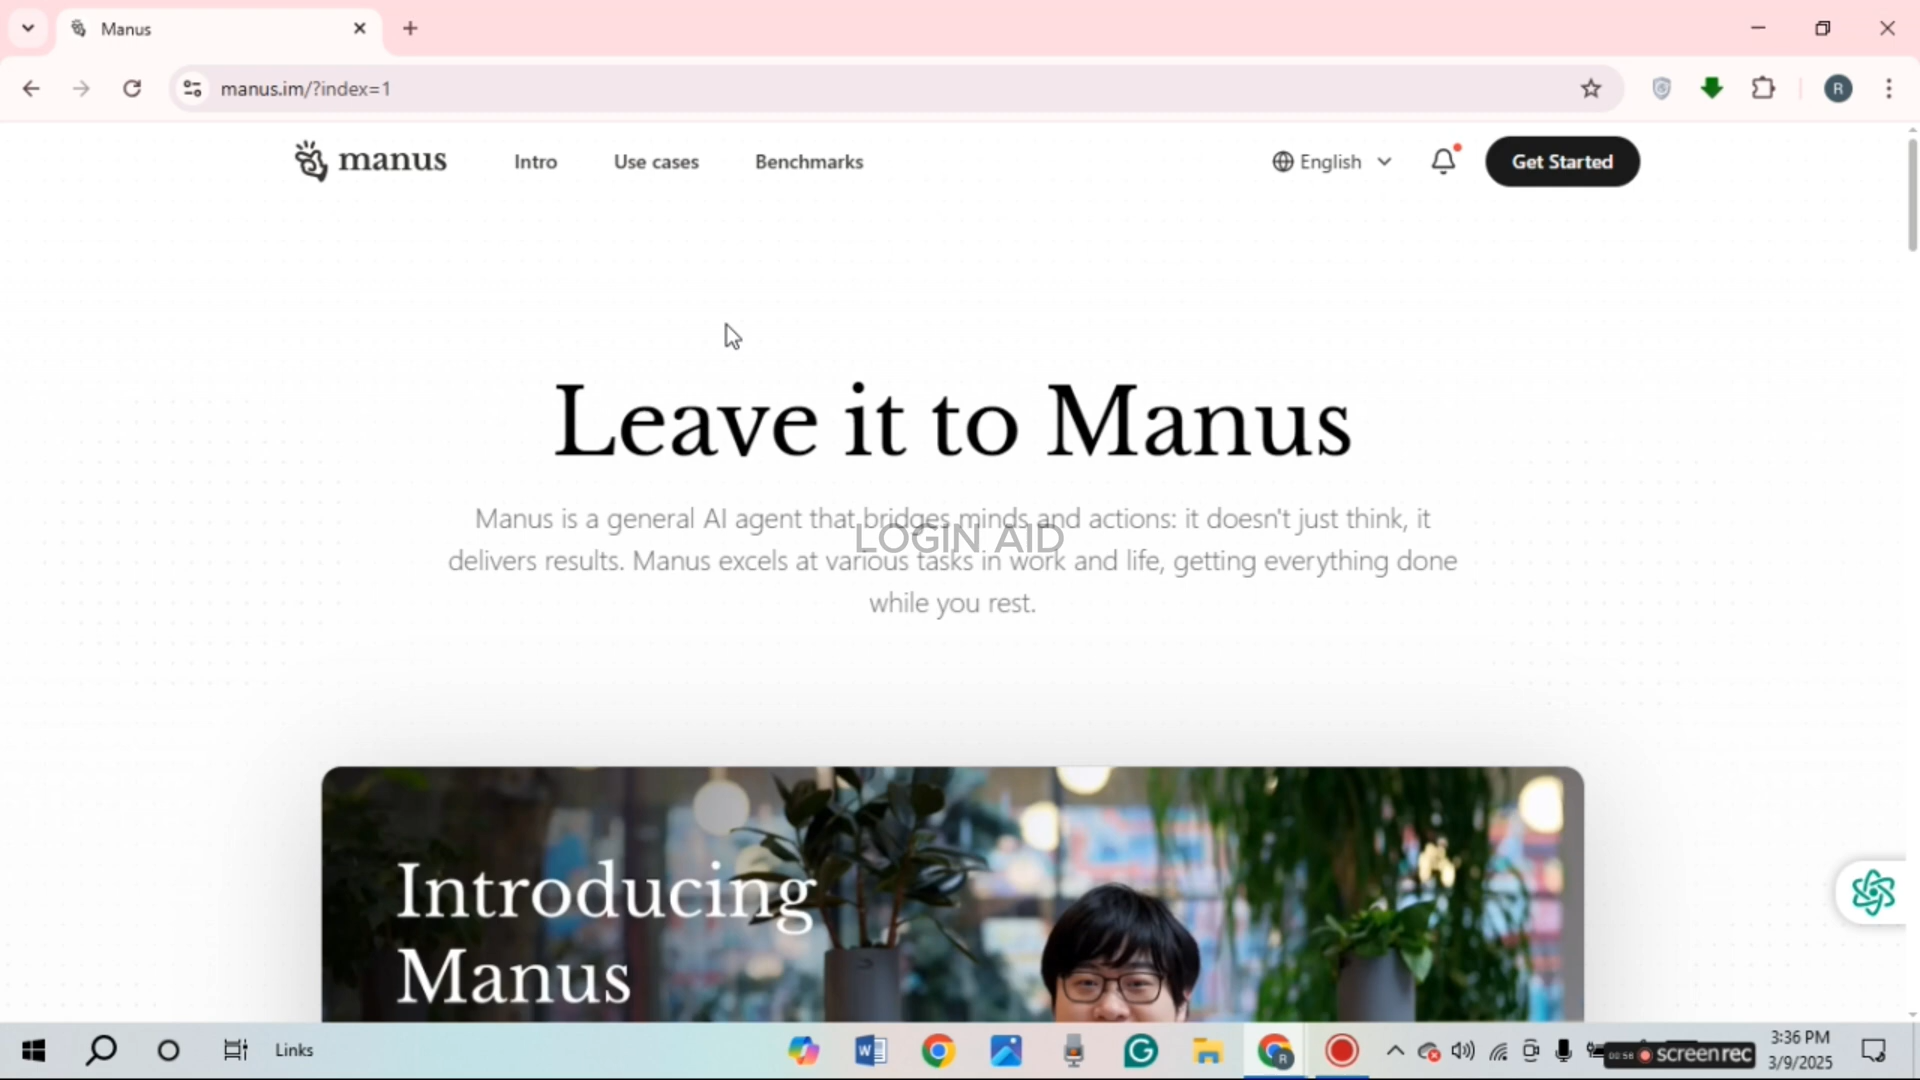 Manus
manus.im/?index=1
R
manus
Intro
Use cases
Benchmarks
English
Get Started
Leave it to Manus
Manus is a general AI agent that bridges minds and actions: it doesn't just think, it
delivers results. Manus excels at various tasks in work and life, getting everything done
while you rest.
LOGIN AID
Introducing
Manus
Links
R
00:56
screenrec
3:36 PM
3/9/2025